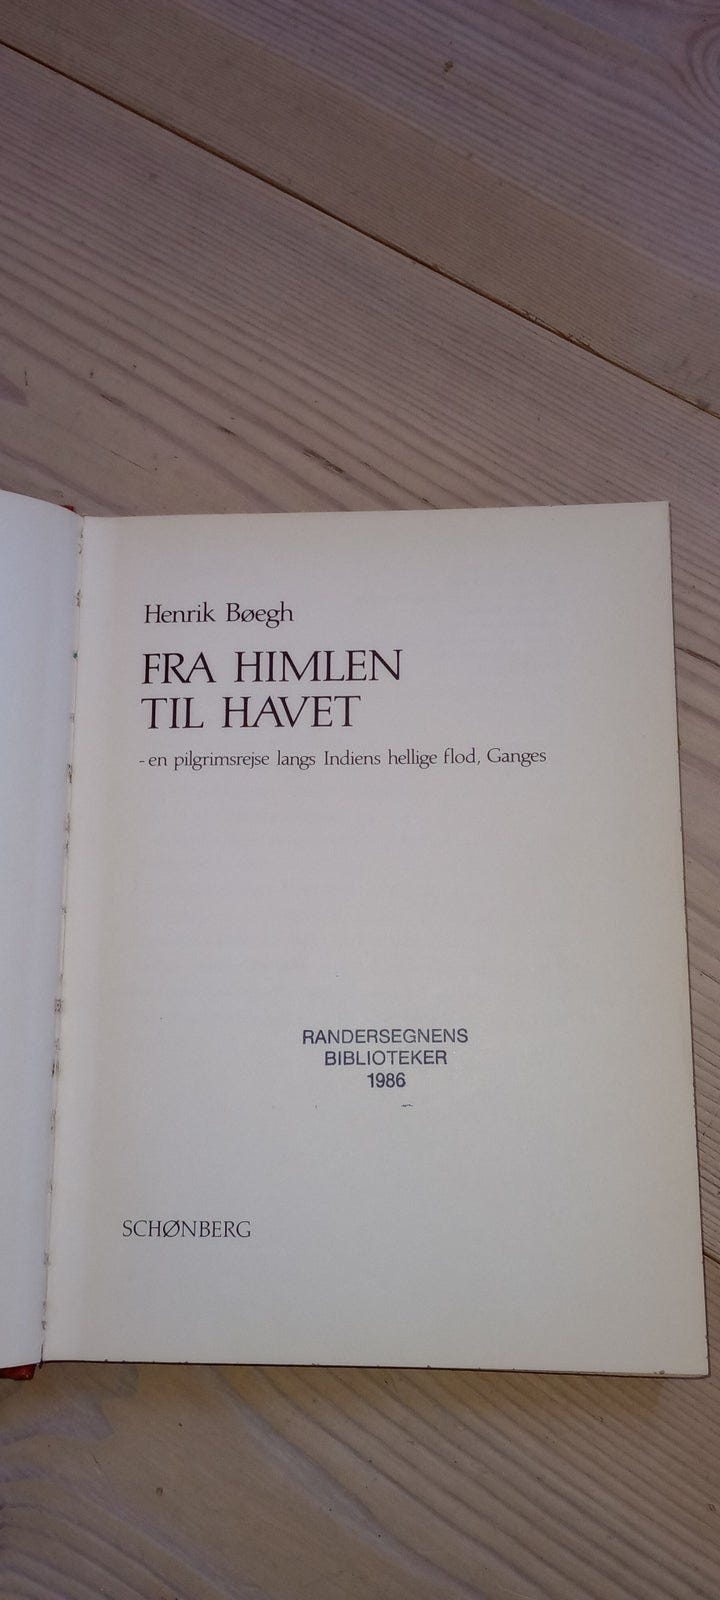 Henrik Bøegh
FRA HIMLEN
TIL HAVET
- en pilgrimsrejse langs Indiens hellige flod, Ganges
RANDERSEGNENS
BIBLIOTEKER
1986
SCHØNBERG